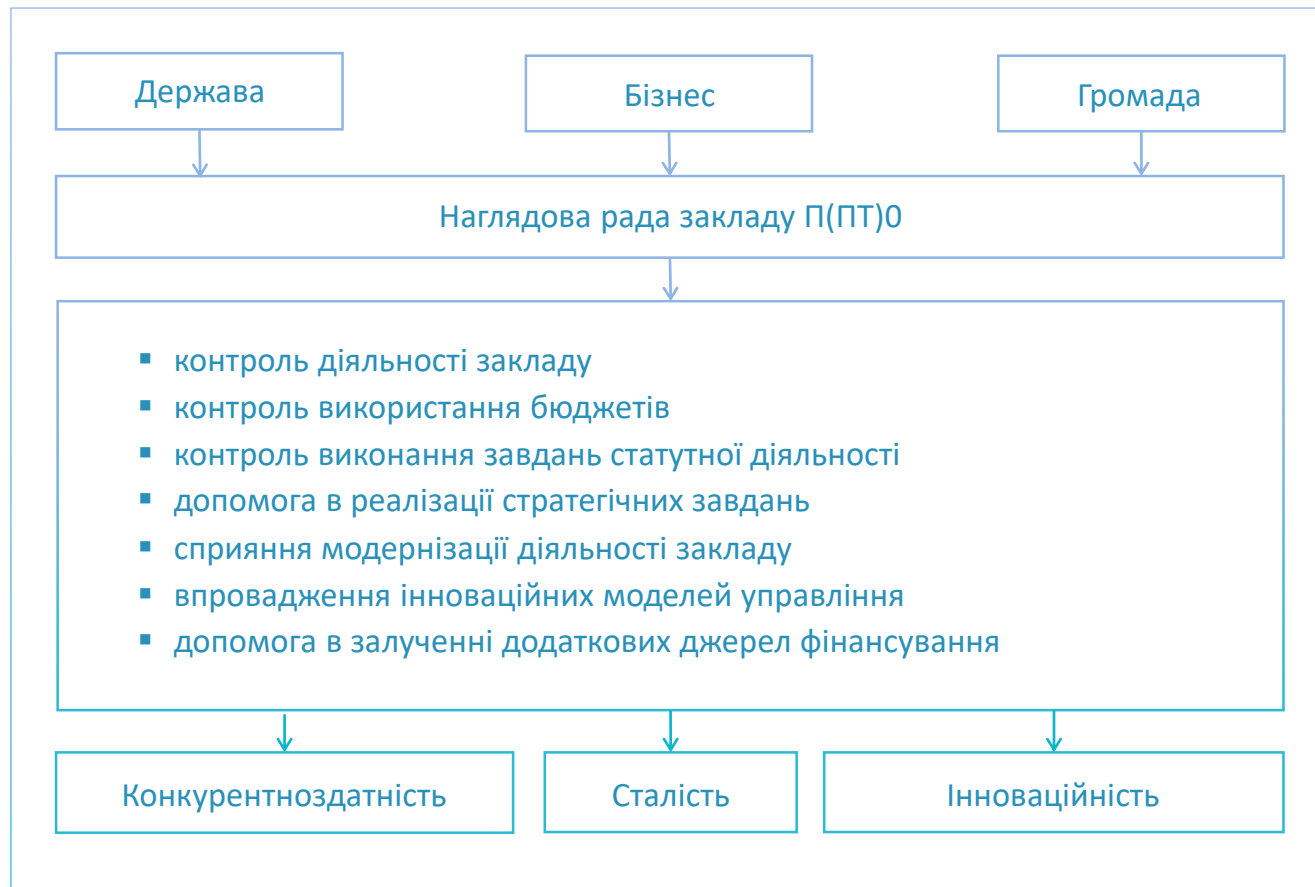 Держава
Бізнес
Громада
Наглядова рада закладу П(ПТ)0
▪ контроль діяльності закладу
▪ контроль використання бюджетів
▪ контроль виконання завдань статутної діяльності
▪ допомога в реалізації стратегічних завдань
▪ сприяння модернізації діяльності закладу
▪ впровадження інноваційних моделей управління
▪ допомога в залученні додаткових джерел фінансування
Конкурентноздатність
Сталість
Інноваційність